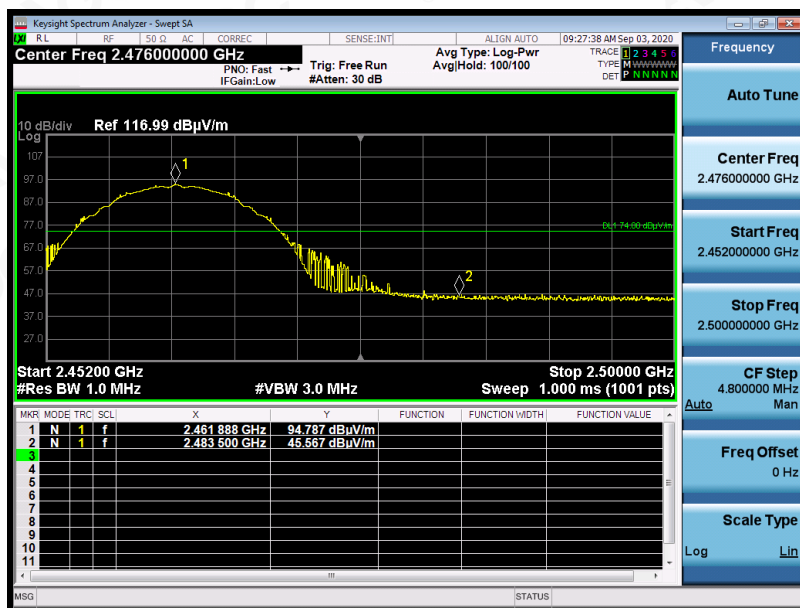 Keysight Spectrum Analyzer - Swept SA
LXI RL RF 50 Ω AC CORREC SENSE:INT ALIGN AUTO 09:27:38 AM Sep 03, 2020
Center Freq 2.476000000 GHz
PNO: Fast
IFGain:Low
Trig: Free Run
#Atten: 30 dB
Avg Type: Log-Pwr
Avg|Hold: 100/100
TRACE 1 2 3 4 5 6
TYPE M W W W W W
DET P N N N N N
10 dB/div Ref 116.99 dBµV/m
Log
107
97.0
87.0
77.0
67.0
57.0
47.0
37.0
27.0
1
2
DL1 74.00 dBµV/m
Start 2.45200 GHz Stop 2.50000 GHz
#Res BW 1.0 MHz #VBW 3.0 MHz Sweep 1.000 ms (1001 pts)
MKR MODE TRC SCL X Y FUNCTION FUNCTION WIDTH FUNCTION VALUE
1 N 1 f 2.461 888 GHz 94.787 dBµV/m
2 N 1 f 2.483 500 GHz 45.567 dBµV/m
3
4
5
6
7
8
9
10
11
MSG STATUS
Frequency
Auto Tune
Center Freq
2.476000000 GHz
Start Freq
2.452000000 GHz
Stop Freq
2.500000000 GHz
CF Step
4.800000 MHz
Auto Man
Freq Offset
0 Hz
Scale Type
Log Lin